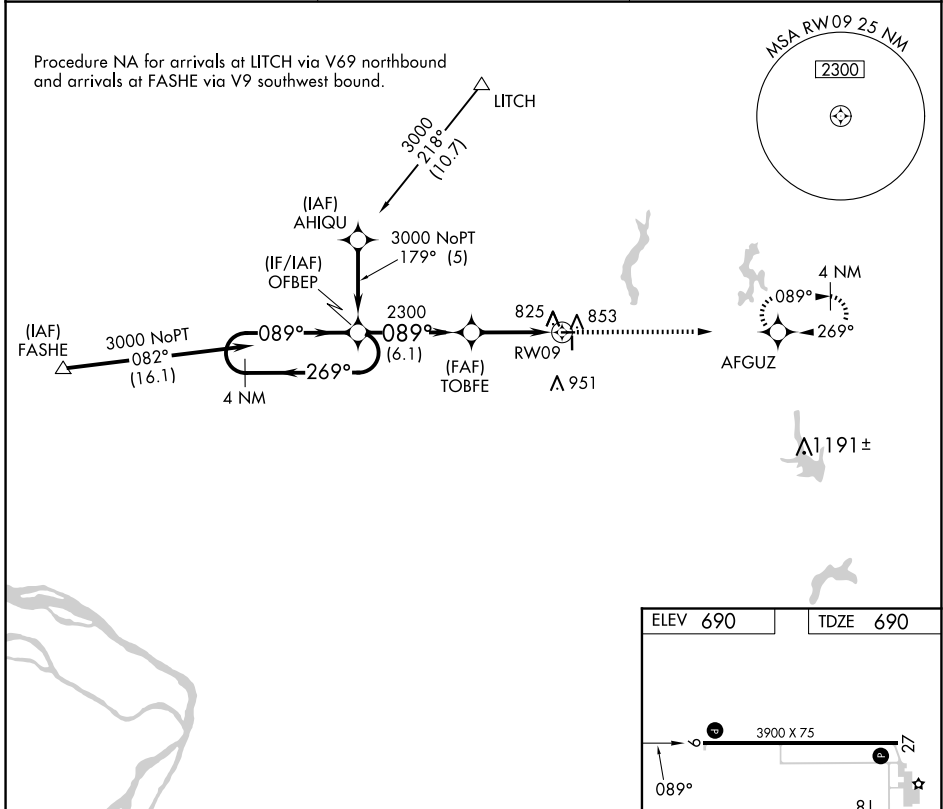 Procedure NA for arrivals at LITCH via V69 northbound
and arrivals at FASHE via V9 southwest bound.
MSA RW09 25 NM
2300
LITCH
3000
218°
(10.7)
(IAF)
AHIQU
3000 NoPT
179° (5)
(IF/IAF)
OFBEP
(IAF)
FASHE
3000 NoPT
082°
(16.1)
089°
269°
4 NM
2300
089°
(6.1)
(FAF)
TOBFE
825
853
RW09
951
4 NM
089°
269°
AFGUZ
1191±
ELEV 690
TDZE 690
9
P
3900 X 75
27
P
089°